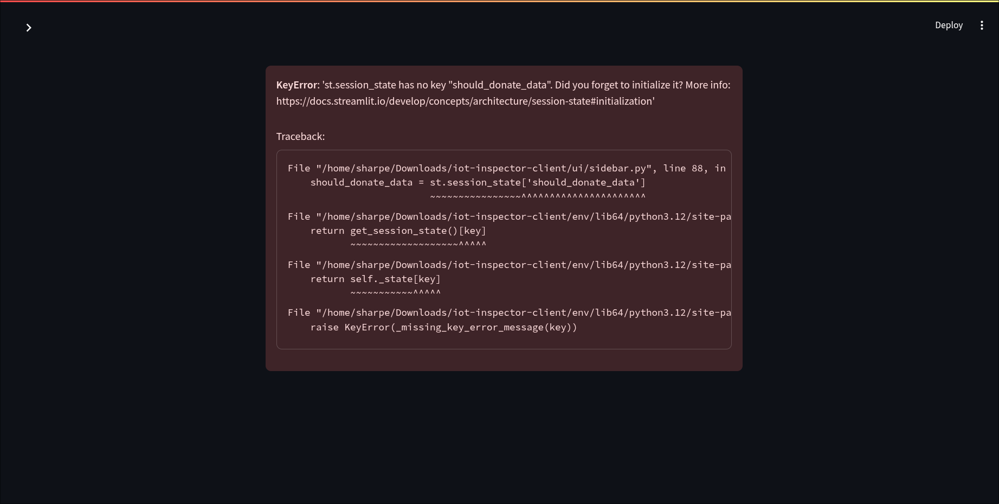 Deploy
KeyError: 'st.session_state has no key "should_donate_data". Did you forget to initialize it? More info:
https://docs.streamlit.io/develop/concepts/architecture/session-state#initialization'
Traceback:
File "/home/sharpe/Downloads/iot-inspector-client/ui/sidebar.py", line 88, in
    should_donate_data = st.session_state['should_donate_data']
                         ~~~~~~~~~~~~~~~~^^^^^^^^^^^^^^^^^^^^^^
File "/home/sharpe/Downloads/iot-inspector-client/env/lib64/python3.12/site-pa
    return get_session_state()[key]
           ~~~~~~~~~~~~~~~~~~~^^^^^
File "/home/sharpe/Downloads/iot-inspector-client/env/lib64/python3.12/site-pa
    return self._state[key]
           ~~~~~~~~~~~^^^^^
File "/home/sharpe/Downloads/iot-inspector-client/env/lib64/python3.12/site-pa
    raise KeyError(_missing_key_error_message(key))